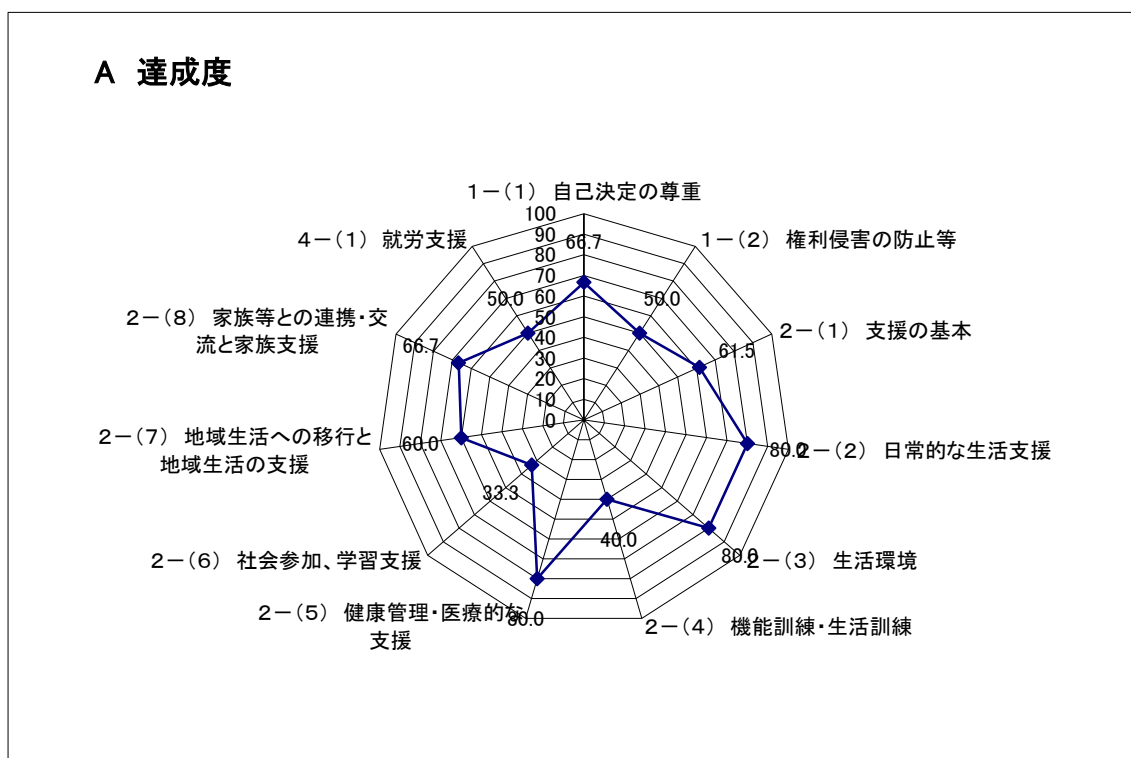 A 達成度
1－(1) 自己決定の尊重
1－(2) 権利侵害の防止等
2－(1) 支援の基本
2－(2) 日常的な生活支援
2－(3) 生活環境
2－(4) 機能訓練・生活訓練
2－(5) 健康管理・医療的な
支援
2－(6) 社会参加、学習支援
2－(7) 地域生活への移行と
地域生活の支援
2－(8) 家族等との連携・交
流と家族支援
4－(1) 就労支援
100
90
80
70
60
50
40
30
20
10
0
66.7
50.0
61.5
80.0
80.0
40.0
80.0
33.3
60.0
66.7
50.0